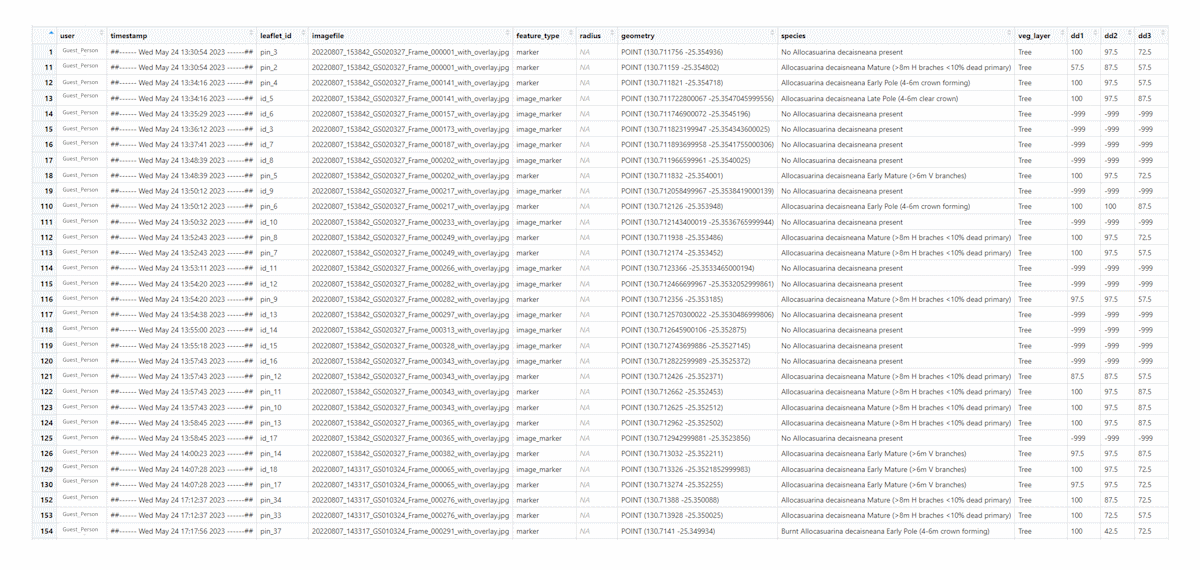 user timestamp leaflet_id imagefile feature_type radius geometry species veg_layer dd1 dd2 dd3
1 Guest_Person ##------ Wed May 24 13:30:54 2023 ------## pin_3 20220807_153842_GS020327_Frame_000001_with_overlay.jpg marker NA POINT (130.711756 -25.354936) No Allocasuarina decaisneana present Tree 100 97.5 72.5
11 Guest_Person ##------ Wed May 24 13:30:54 2023 ------## pin_2 20220807_153842_GS020327_Frame_000001_with_overlay.jpg marker NA POINT (130.71159 -25.354802) Allocasuarina decaisneana Mature (>8m H braches <10% dead primary) Tree 57.5 87.5 57.5
12 Guest_Person ##------ Wed May 24 13:34:16 2023 ------## pin_4 20220807_153842_GS020327_Frame_000141_with_overlay.jpg marker NA POINT (130.711821 -25.354718) Allocasuarina decaisneana Early Pole (4-6m crown forming) Tree 100 97.5 57.5
13 Guest_Person ##------ Wed May 24 13:34:16 2023 ------## id_5 20220807_153842_GS020327_Frame_000141_with_overlay.jpg image_marker NA POINT (130.711722800067 -25.3547045999556) Allocasuarina decaisneana Late Pole (4-6m clear crown) Tree 100 97.5 87.5
14 Guest_Person ##------ Wed May 24 13:35:29 2023 ------## id_6 20220807_153842_GS020327_Frame_000157_with_overlay.jpg image_marker NA POINT (130.711746900072 -25.3545196) No Allocasuarina decaisneana present Tree -999 -999 -999
15 Guest_Person ##------ Wed May 24 13:36:12 2023 ------## id_3 20220807_153842_GS020327_Frame_000173_with_overlay.jpg image_marker NA POINT (130.711823199947 -25.354343600025) No Allocasuarina decaisneana present Tree -999 -999 -999
16 Guest_Person ##------ Wed May 24 13:37:41 2023 ------## id_7 20220807_153842_GS020327_Frame_000187_with_overlay.jpg image_marker NA POINT (130.711893699958 -25.3541755000306) No Allocasuarina decaisneana present Tree -999 -999 -999
17 Guest_Person ##------ Wed May 24 13:48:39 2023 ------## id_8 20220807_153842_GS020327_Frame_000202_with_overlay.jpg image_marker NA POINT (130.711966599961 -25.3540025) No Allocasuarina decaisneana present Tree -999 -999 -999
18 Guest_Person ##------ Wed May 24 13:48:39 2023 ------## pin_5 20220807_153842_GS020327_Frame_000202_with_overlay.jpg marker NA POINT (130.711832 -25.354001) Allocasuarina decaisneana Early Mature (>6m V branches) Tree 100 97.5 72.5
19 Guest_Person ##------ Wed May 24 13:50:12 2023 ------## id_9 20220807_153842_GS020327_Frame_000217_with_overlay.jpg image_marker NA POINT (130.712058499967 -25.3538419000139) No Allocasuarina decaisneana present Tree -999 -999 -999
110 Guest_Person ##------ Wed May 24 13:50:12 2023 ------## pin_6 20220807_153842_GS020327_Frame_000217_with_overlay.jpg marker NA POINT (130.712126 -25.353948) Allocasuarina decaisneana Early Pole (4-6m crown forming) Tree 100 100 87.5
111 Guest_Person ##------ Wed May 24 13:50:32 2023 ------## id_10 20220807_153842_GS020327_Frame_000233_with_overlay.jpg image_marker NA POINT (130.712143400019 -25.3536765999944) No Allocasuarina decaisneana present Tree -999 -999 -999
112 Guest_Person ##------ Wed May 24 13:52:43 2023 ------## pin_8 20220807_153842_GS020327_Frame_000249_with_overlay.jpg marker NA POINT (130.711938 -25.353486) Allocasuarina decaisneana Mature (>8m H braches <10% dead primary) Tree 100 97.5 72.5
113 Guest_Person ##------ Wed May 24 13:52:43 2023 ------## pin_7 20220807_153842_GS020327_Frame_000249_with_overlay.jpg marker NA POINT (130.712174 -25.353452) Allocasuarina decaisneana Mature (>8m H braches <10% dead primary) Tree 100 97.5 57.5
114 Guest_Person ##------ Wed May 24 13:53:11 2023 ------## id_11 20220807_153842_GS020327_Frame_000266_with_overlay.jpg image_marker NA POINT (130.7123366 -25.3533465000194) No Allocasuarina decaisneana present Tree -999 -999 -999
115 Guest_Person ##------ Wed May 24 13:54:20 2023 ------## id_12 20220807_153842_GS020327_Frame_000282_with_overlay.jpg image_marker NA POINT (130.712466699967 -25.3532052999861) No Allocasuarina decaisneana present Tree -999 -999 -999
116 Guest_Person ##------ Wed May 24 13:54:20 2023 ------## pin_9 20220807_153842_GS020327_Frame_000282_with_overlay.jpg marker NA POINT (130.712356 -25.353185) Allocasuarina decaisneana Mature (>8m H braches <10% dead primary) Tree 97.5 97.5 57.5
117 Guest_Person ##------ Wed May 24 13:54:38 2023 ------## id_13 20220807_153842_GS020327_Frame_000297_with_overlay.jpg image_marker NA POINT (130.712570300022 -25.3530486999806) No Allocasuarina decaisneana present Tree -999 -999 -999
118 Guest_Person ##------ Wed May 24 13:55:00 2023 ------## id_14 20220807_153842_GS020327_Frame_000313_with_overlay.jpg image_marker NA POINT (130.712645900106 -25.352875) No Allocasuarina decaisneana present Tree -999 -999 -999
119 Guest_Person ##------ Wed May 24 13:55:18 2023 ------## id_15 20220807_153842_GS020327_Frame_000328_with_overlay.jpg image_marker NA POINT (130.712743699886 -25.3527145) No Allocasuarina decaisneana present Tree -999 -999 -999
120 Guest_Person ##------ Wed May 24 13:57:43 2023 ------## id_16 20220807_153842_GS020327_Frame_000343_with_overlay.jpg image_marker NA POINT (130.712822599989 -25.3525372) No Allocasuarina decaisneana present Tree -999 -999 -999
121 Guest_Person ##------ Wed May 24 13:57:43 2023 ------## pin_12 20220807_153842_GS020327_Frame_000343_with_overlay.jpg marker NA POINT (130.712426 -25.352371) Allocasuarina decaisneana Mature (>8m H braches <10% dead primary) Tree 87.5 87.5 57.5
122 Guest_Person ##------ Wed May 24 13:57:43 2023 ------## pin_11 20220807_153842_GS020327_Frame_000343_with_overlay.jpg marker NA POINT (130.712662 -25.352453) Allocasuarina decaisneana Mature (>8m H braches <10% dead primary) Tree 100 97.5 87.5
123 Guest_Person ##------ Wed May 24 13:57:43 2023 ------## pin_10 20220807_153842_GS020327_Frame_000343_with_overlay.jpg marker NA POINT (130.712625 -25.352512) Allocasuarina decaisneana Mature (>8m H braches <10% dead primary) Tree 100 97.5 87.5
124 Guest_Person ##------ Wed May 24 13:58:45 2023 ------## pin_13 20220807_153842_GS020327_Frame_000365_with_overlay.jpg marker NA POINT (130.712962 -25.352502) Allocasuarina decaisneana Mature (>8m H braches <10% dead primary) Tree 100 97.5 87.5
125 Guest_Person ##------ Wed May 24 13:58:45 2023 ------## id_17 20220807_153842_GS020327_Frame_000365_with_overlay.jpg image_marker NA POINT (130.712942999881 -25.3523856) No Allocasuarina decaisneana present Tree -999 -999 -999
126 Guest_Person ##------ Wed May 24 14:00:23 2023 ------## pin_14 20220807_153842_GS020327_Frame_000382_with_overlay.jpg marker NA POINT (130.713032 -25.352211) Allocasuarina decaisneana Early Mature (>6m V branches) Tree 97.5 97.5 87.5
129 Guest_Person ##------ Wed May 24 14:07:28 2023 ------## id_18 20220807_143317_GS010324_Frame_000065_with_overlay.jpg image_marker NA POINT (130.713326 -25.3521852999983) Allocasuarina decaisneana Early Mature (>6m V branches) Tree 100 97.5 72.5
130 Guest_Person ##------ Wed May 24 14:07:28 2023 ------## pin_17 20220807_143317_GS010324_Frame_000065_with_overlay.jpg marker NA POINT (130.713274 -25.352255) Allocasuarina decaisneana Early Mature (>6m V branches) Tree 97.5 97.5 72.5
152 Guest_Person ##------ Wed May 24 17:12:37 2023 ------## pin_34 20220807_143317_GS010324_Frame_000276_with_overlay.jpg marker NA POINT (130.71388 -25.350088) Allocasuarina decaisneana Mature (>8m H braches <10% dead primary) Tree 100 87.5 72.5
153 Guest_Person ##------ Wed May 24 17:12:37 2023 ------## pin_33 20220807_143317_GS010324_Frame_000276_with_overlay.jpg marker NA POINT (130.713928 -25.350025) Allocasuarina decaisneana Mature (>8m H braches <10% dead primary) Tree 100 72.5 57.5
154 Guest_Person ##------ Wed May 24 17:17:56 2023 ------## pin_37 20220807_143317_GS010324_Frame_000291_with_overlay.jpg marker NA POINT (130.7141 -25.349934) Burnt Allocasuarina decaisneana Early Pole (4-6m crown forming) Tree 100 42.5 72.5